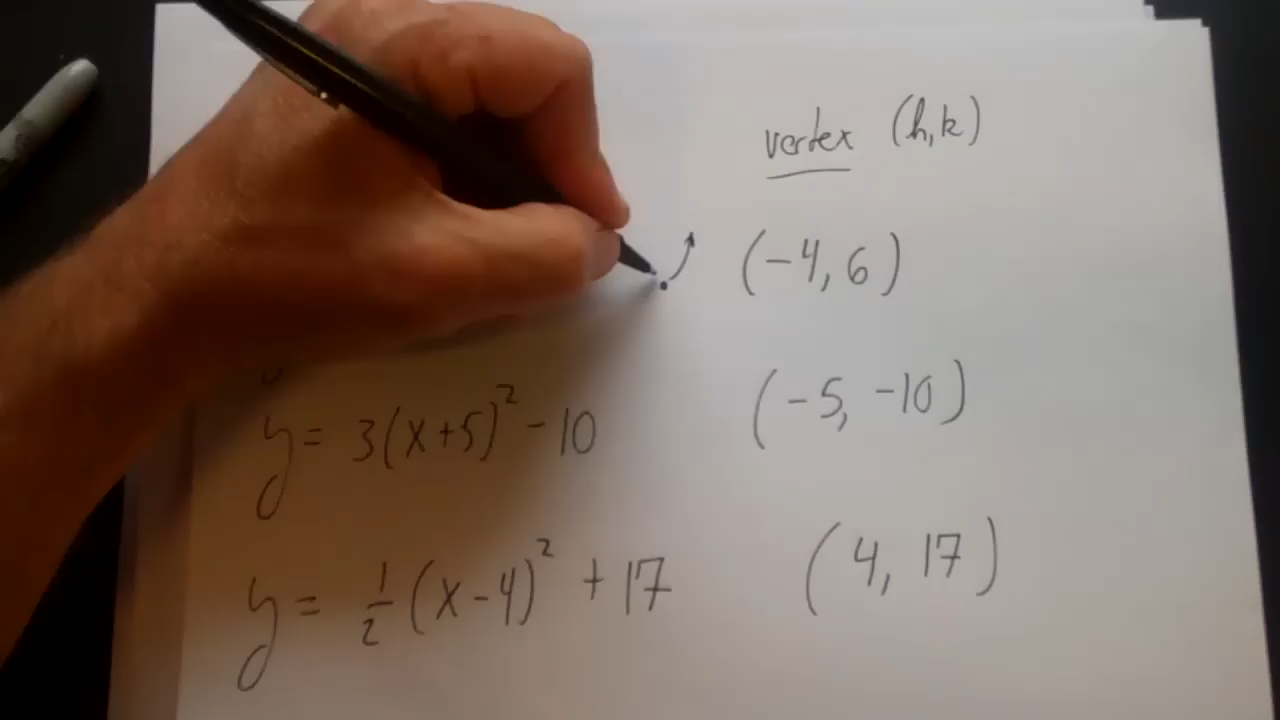 vertex (h,k)
(-4, 6)
y = 3(x+5)² - 10 (-5, -10)
y = 1/2 (x-4)² + 17 (4, 17)